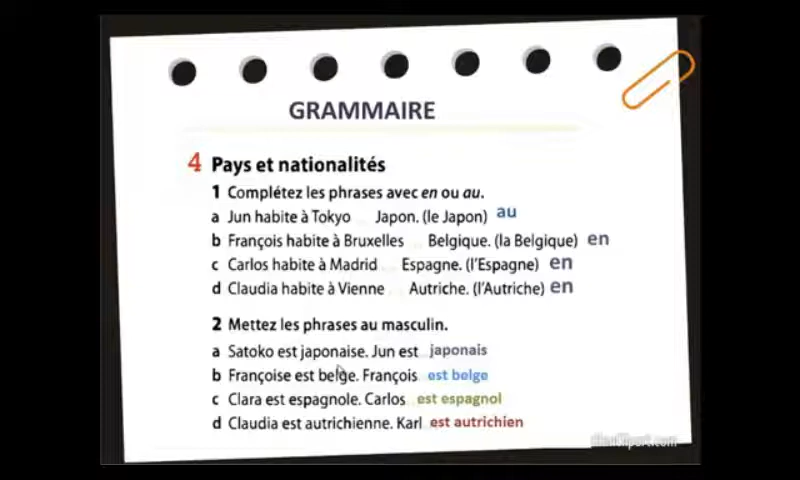 GRAMMAIRE
4 Pays et nationalités
1 Complétez les phrases avec en ou au.
a Jun habite à Tokyo Japon. (le Japon) au
b François habite à Bruxelles Belgique. (la Belgique) en
c Carlos habite à Madrid Espagne. (l'Espagne) en
d Claudia habite à Vienne Autriche. (l'Autriche) en
2 Mettez les phrases au masculin.
a Satoko est japonaise. Jun est japonais
b Françoise est belge. François est belge
c Clara est espagnole. Carlos est espagnol
d Claudia est autrichienne. Karl est autrichien